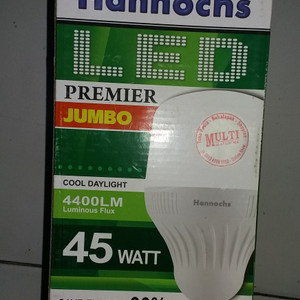 Hannochs
LED
PREMIER
JUMBO
MULTI
COOL DAYLIGHT
4400LM
Luminous Flux
Hannochs
45 WATT